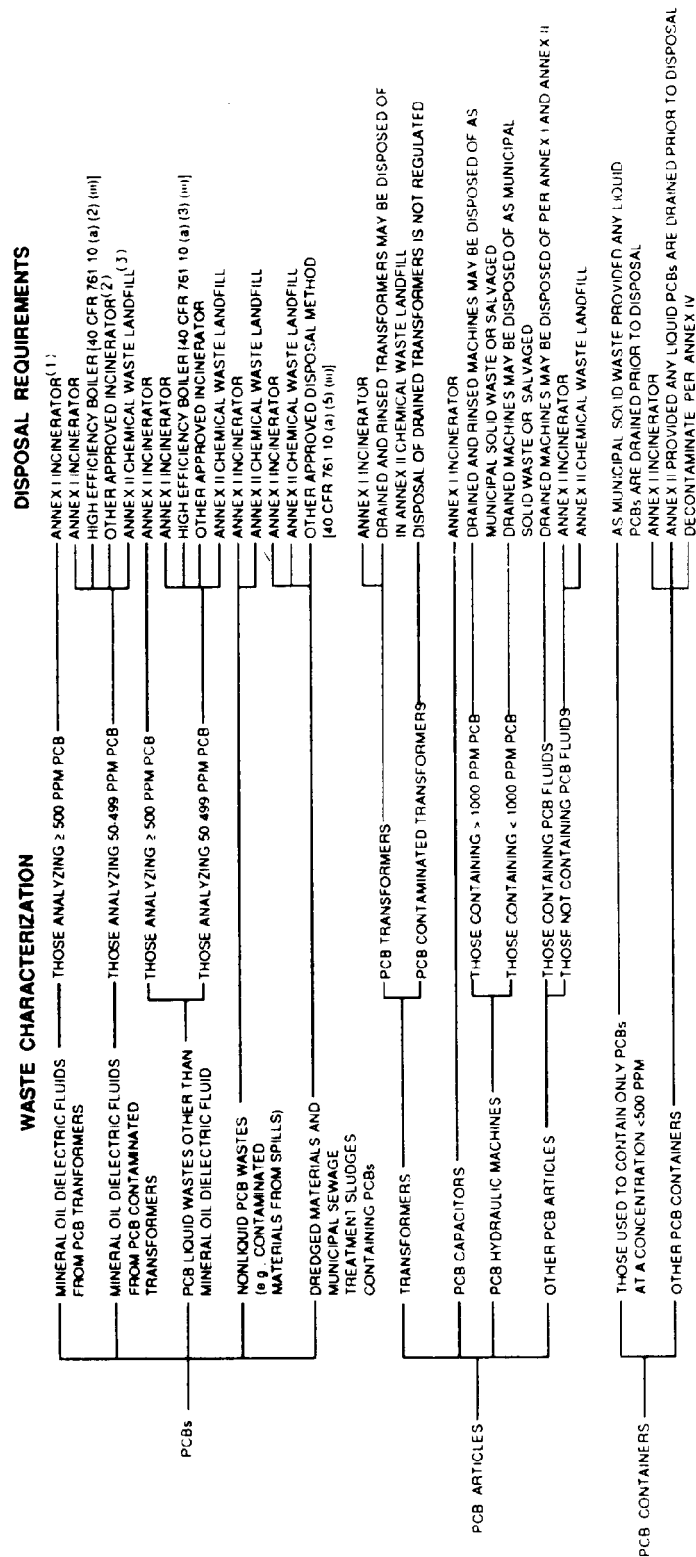 WASTE CHARACTERIZATION
DISPOSAL REQUIREMENTS
PCBs
MINERAL OIL DIELECTRIC FLUIDS
FROM PCB TRANFORMERS
THOSE ANALYZING ≥ 500 PPM PCB
ANNEX I INCINERATOR(1)
MINERAL OIL DIELECTRIC FLUIDS
FROM PCB CONTAMINATED
TRANSFORMERS
THOSE ANALYZING 50-499 PPM PCB
ANNEX I INCINERATOR
HIGH EFFICIENCY BOILER [40 CFR 761 10 (a) (2) (iii)]
OTHER APPROVED INCINERATOR(2)
ANNEX II CHEMICAL WASTE LANDFILL(3)
PCB LIQUID WASTES OTHER THAN
MINERAL OIL DIELECTRIC FLUID
THOSE ANALYZING ≥ 500 PPM PCB
ANNEX I INCINERATOR
THOSE ANALYZING 50-499 PPM PCB
ANNEX I INCINERATOR
HIGH EFFICIENCY BOILER [40 CFR 761 10 (a) (3) (iii)]
OTHER APPROVED INCINERATOR
ANNEX II CHEMICAL WASTE LANDFILL
NONLIQUID PCB WASTES
(e g . CONTAMINATED
MATERIALS FROM SPILLS)
ANNEX I INCINERATOR
ANNEX II CHEMICAL WASTE LANDFILL
DREDGED MATERIALS AND
MUNICIPAL SEWAGE
TREATMENT SLUDGES
CONTAINING PCBs
ANNEX I INCINERATOR
ANNEX II CHEMICAL WASTE LANDFILL
OTHER APPROVED DISPOSAL METHOD
[40 CFR 761 10 (a) (5) (iii)]
PCB ARTICLES
TRANSFORMERS
PCB TRANSFORMERS
ANNEX I INCINERATOR
DRAINED AND RINSED TRANSFORMERS MAY BE DISPOSED OF
IN ANNEX II CHEMICAL WASTE LANDFILL
PCB CONTAMINATED TRANSFORMERS
DISPOSAL OF DRAINED TRANSFORMERS IS NOT REGULATED
PCB CAPACITORS
ANNEX I INCINERATOR
PCB HYDRAULIC MACHINES
THOSE CONTAINING > 1000 PPM PCB
DRAINED AND RINSED MACHINES MAY BE DISPOSED OF AS
MUNICIPAL SOLID WASTE OR SALVAGED
THOSE CONTAINING < 1000 PPM PCB
DRAINED MACHINES MAY BE DISPOSED OF AS MUNICIPAL
SOLID WASTE OR SALVAGED
OTHER PCB ARTICLES
THOSE CONTAINING PCB FLUIDS
DRAINED MACHINES MAY BE DISPOSED OF PER ANNEX I AND ANNEX II
THOSE NOT CONTAINING PCB FLUIDS
ANNEX I INCINERATOR
ANNEX II CHEMICAL WASTE LANDFILL
PCB CONTAINERS
THOSE USED TO CONTAIN ONLY PCBs
AT A CONCENTRATION <500 PPM
AS MUNICIPAL SOLID WASTE PROVIDED ANY LIQUID
PCBs ARE DRAINED PRIOR TO DISPOSAL
OTHER PCB CONTAINERS
ANNEX I INCINERATOR
ANNEX II PROVIDED ANY LIQUID PCBs ARE DRAINED PRIOR TO DISPOSAL
DECONTAMINATE PER ANNEX IV